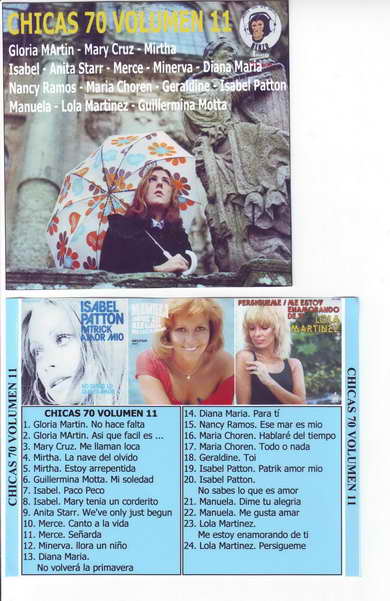 CHICAS 70 VOLUMEN 11
Gloria MArtin - Mary Cruz - Mirtha
Isabel - Anita Starr - Merce - Minerva - Diana Maria
Nancy Ramos - Maria Choren - Geraldine - Isabel Patton
Manuela - Lola Martinez - Guillermina Motta
CHICAS 70 VOLUMEN 11
ISABEL
PATTON
PATRICK
AMOR MIO
NO SABES LO
QUE ES AMOR
MANUELA
PERSIGUEME / ME ESTOY
ENAMORANDO
DE TI
LOLA
MARTINEZ
CHICAS 70 VOLUMEN 11
CHICAS 70 VOLUMEN 11
1. Gloria Martin. No hace falta
2. Gloria MArtin. Asi que facil es ...
3. Mary Cruz. Me llaman loca
4. Mirtha. La nave del olvido
5. Mirtha. Estoy arrepentida
6. Guillermina Motta. Mi soledad
7. Isabel. Paco Peco
8. Isabel. Mary tenia un corderito
9. Anita Starr. We've only just begun
10. Merce. Canto a la vida
11. Merce. Señarda
12. Minerva. llora un niño
13. Diana Maria.
No volverá la primavera
14. Diana Maria. Para tí
15. Nancy Ramos. Ese mar es mio
16. Maria Choren. Hablaré del tiempo
17. Maria Choren. Todo o nada
18. Geraldine. Toi
19. Isabel Patton. Patrik amor mio
20. Isabel Patton.
No sabes lo que es amor
21. Manuela. Dime tu alegria
22. Manuela. Me gusta amar
23. Lola Martinez.
Me estoy enamorando de ti
24. Lola Martinez. Persigueme